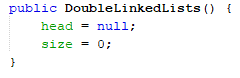 public DoubleLinkedLists() {
    head = null;
    size = 0;
}